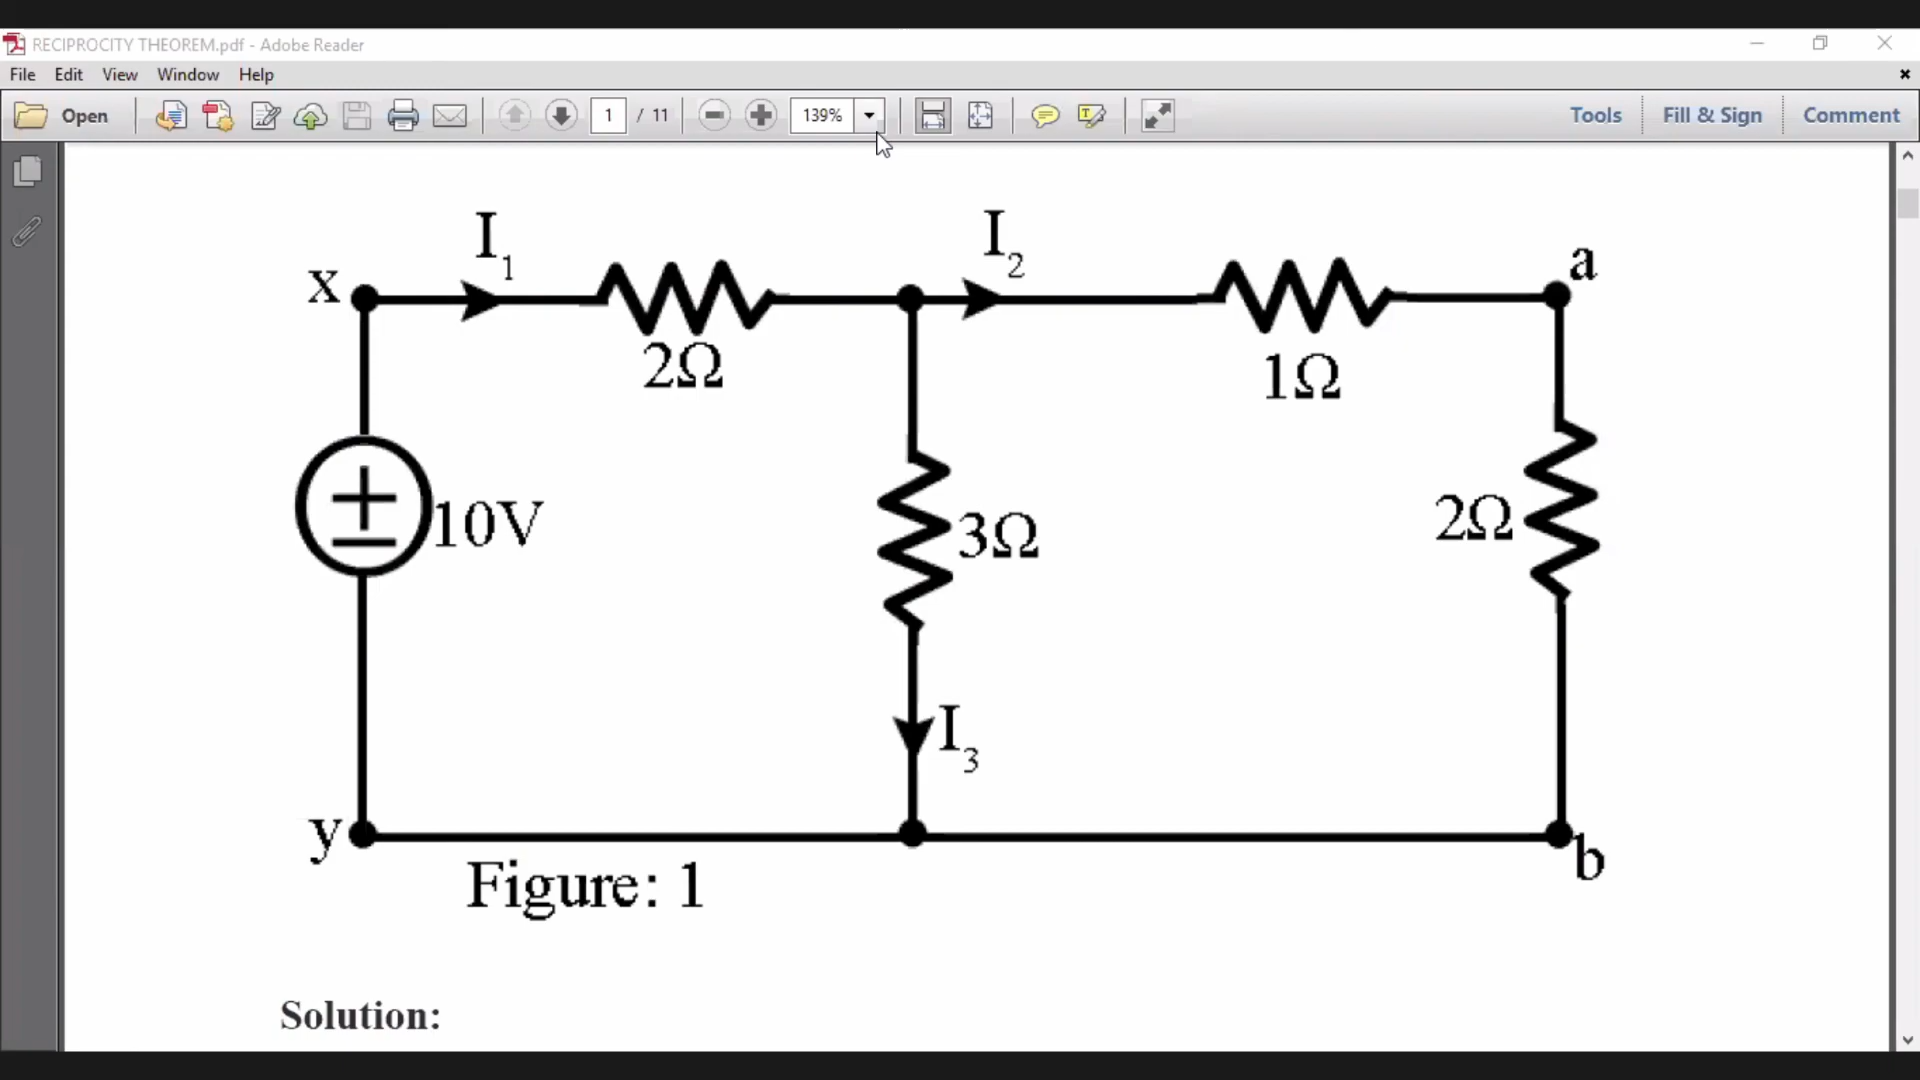 RECIPROCITY THEOREM.pdf - Adobe Reader
File Edit View Window Help
Open 1 / 11 139% Tools Fill & Sign Comment
I1 I2
x a
2Ω 1Ω
10V 3Ω 2Ω
I3
y b
Figure: 1
Solution: